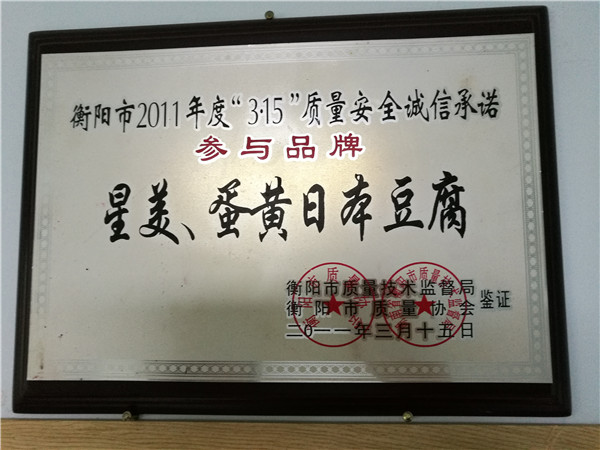 衡阳市2011年度“3·15”质量安全诚信承诺
参与品牌
星美、蛋黄日本豆腐
衡阳市质量技术监督局
衡阳市质量协会 鉴证
二0一一年三月十五日